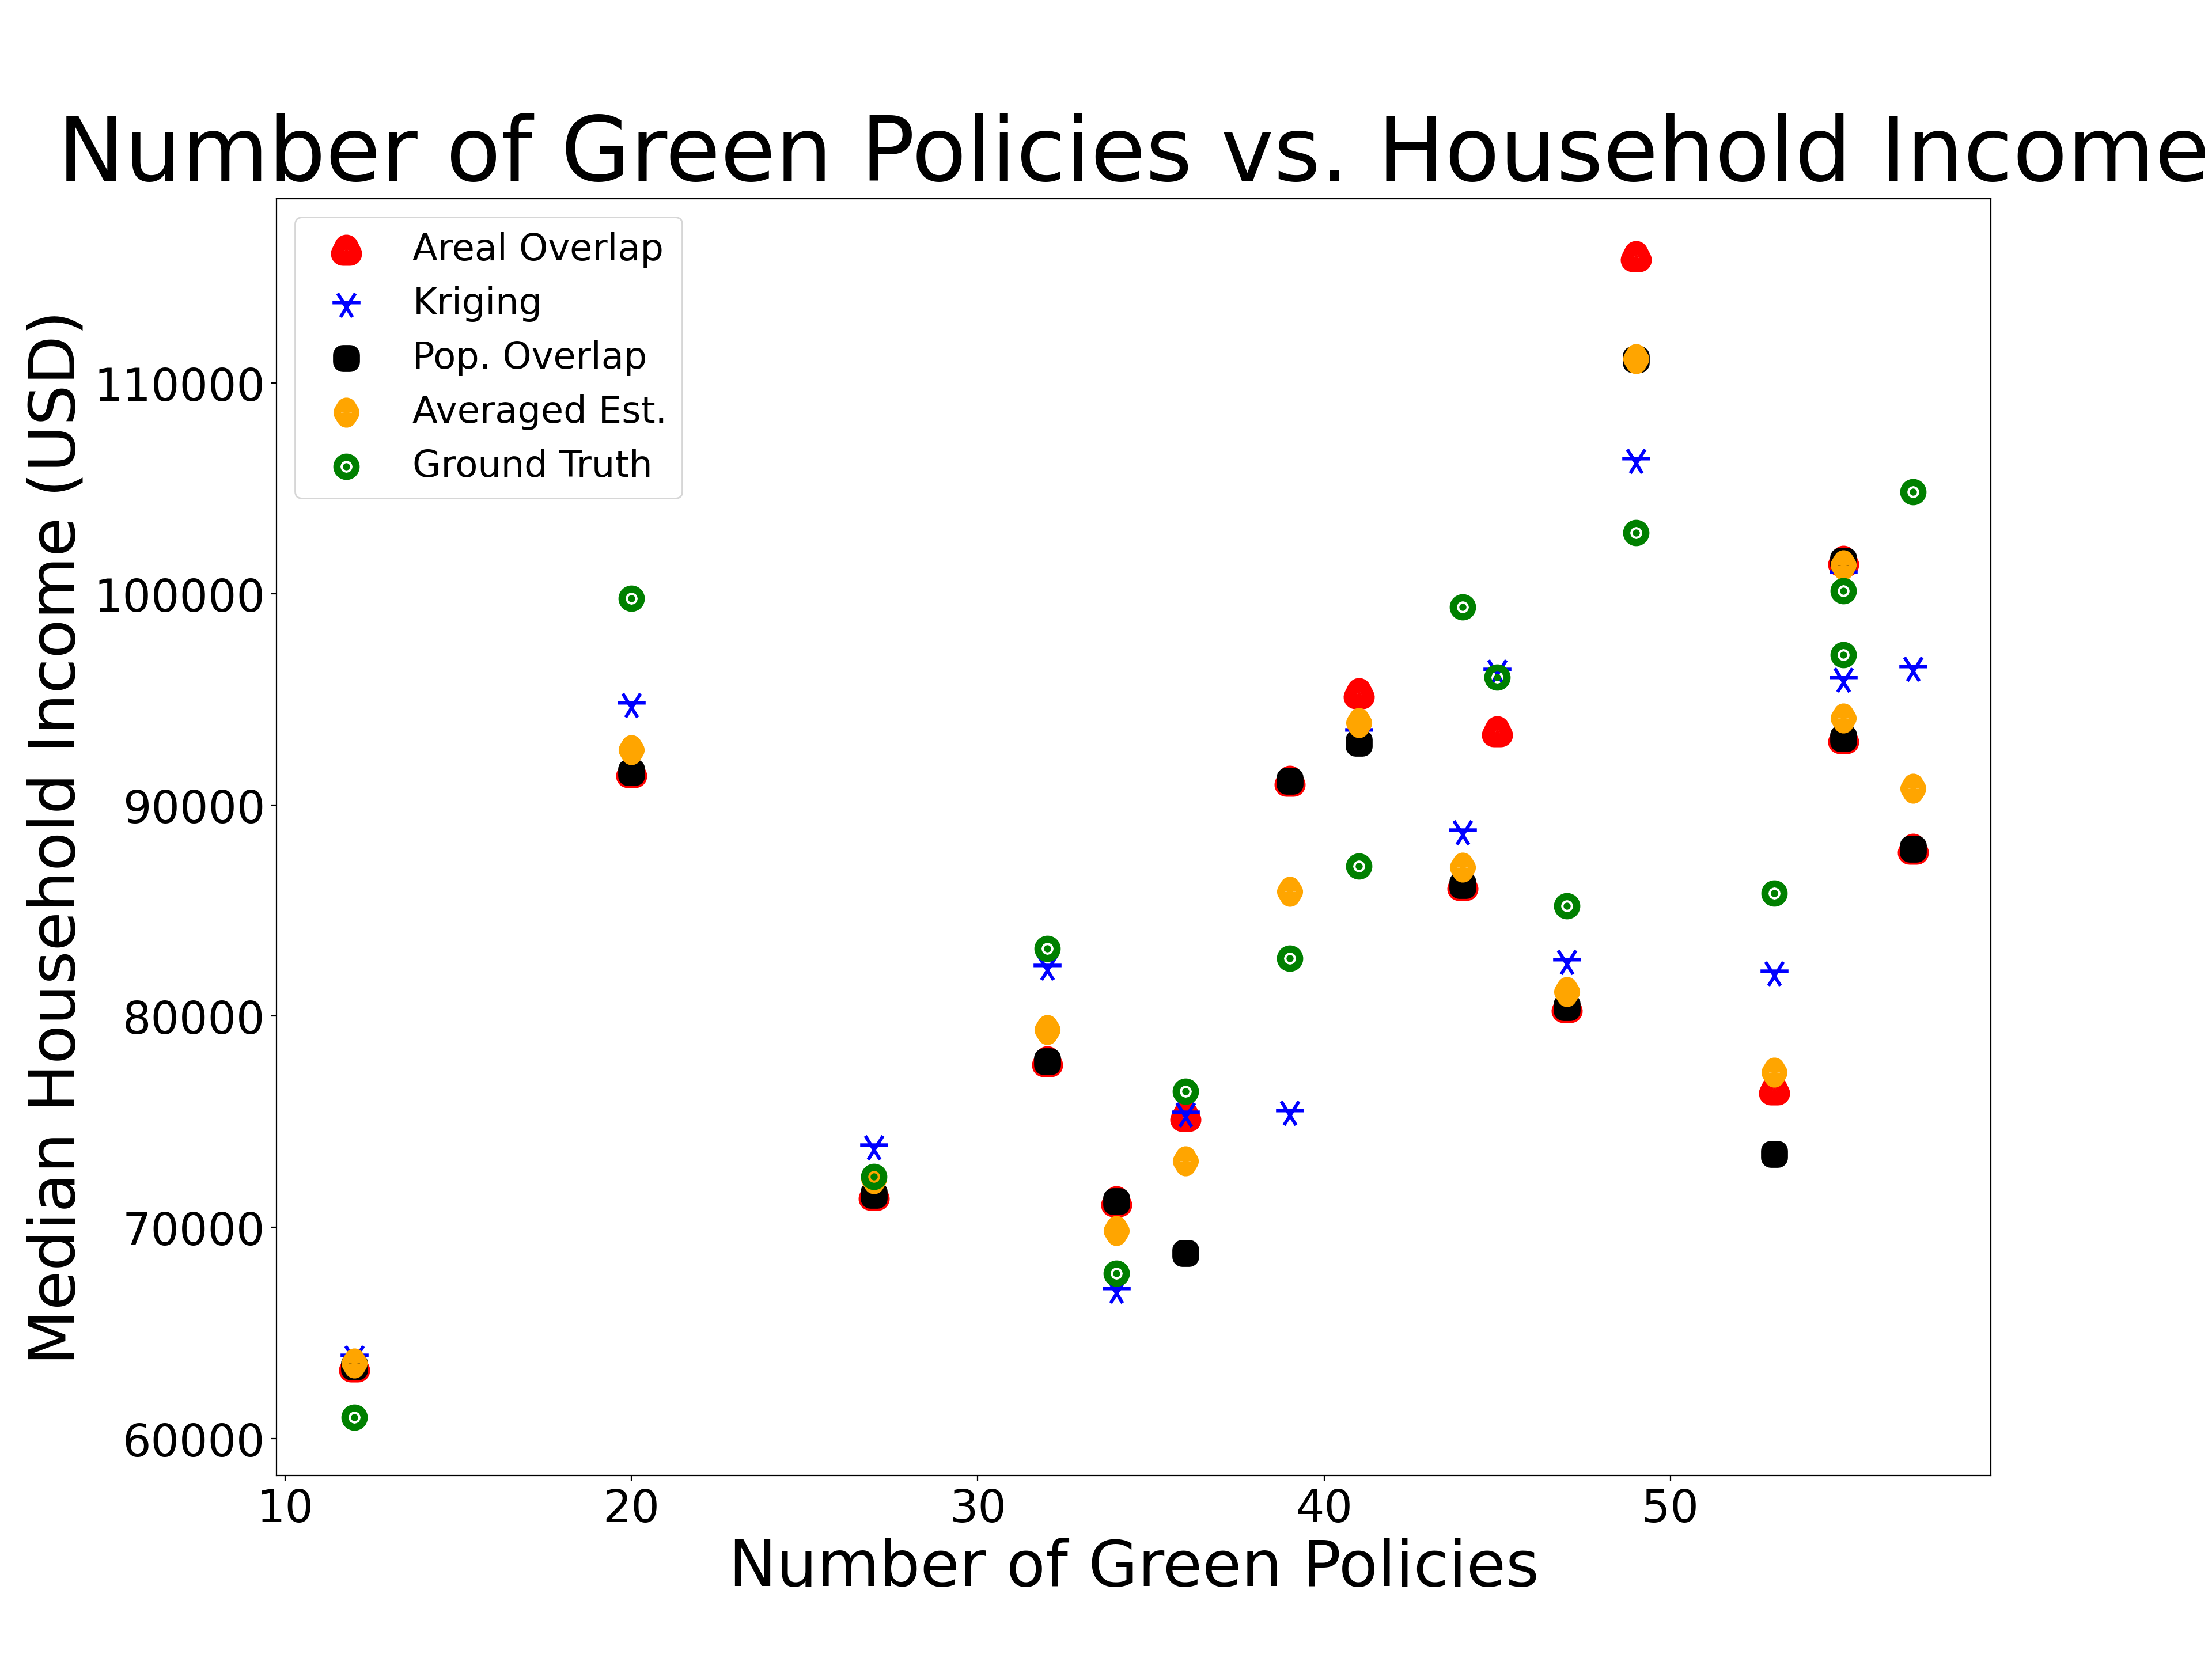 Number of Green Policies vs. Household Income
Areal Overlap
Kriging
Pop. Overlap
Averaged Est.
Ground Truth
Median Household Income (USD)
110000
100000
90000
80000
70000
60000
10 20 30 40 50
Number of Green Policies